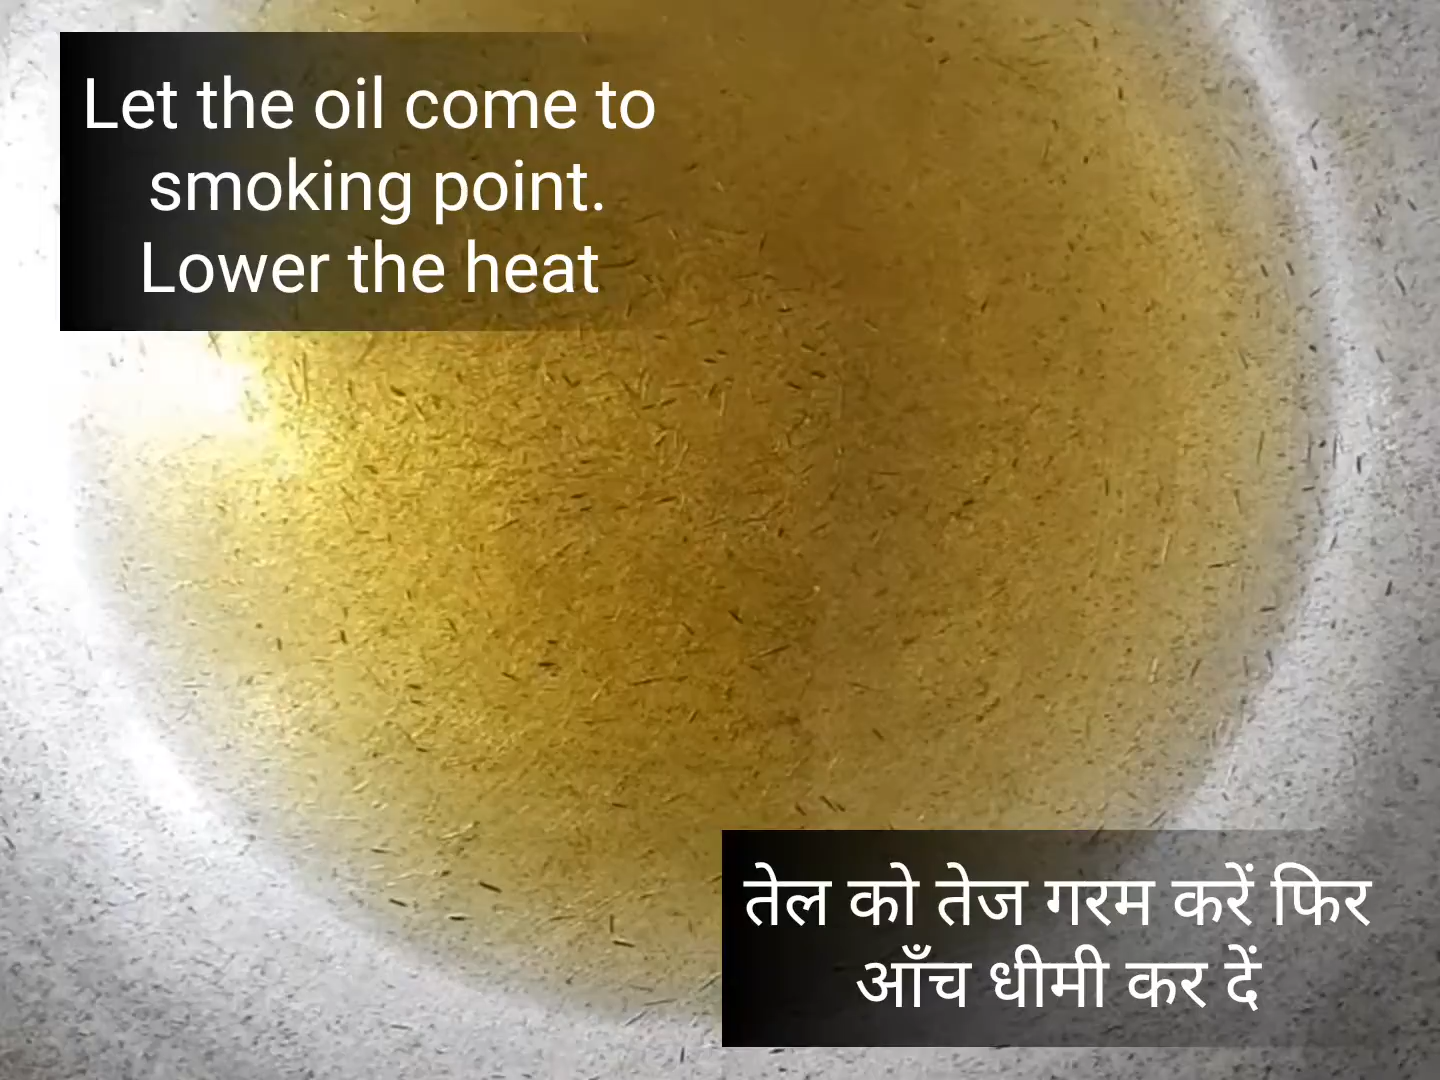 Let the oil come to
smoking point.
Lower the heat
तेल को तेज गरम करें फिर
आँच धीमी कर दें